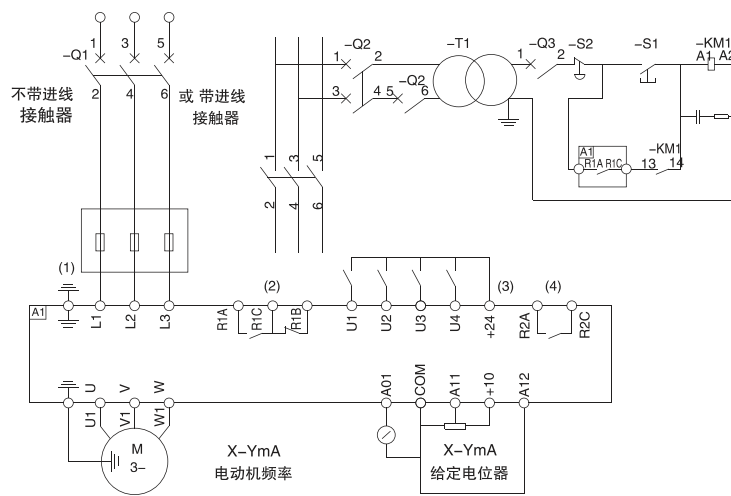 1 3 5
-Q1
2 4 6
不带进线
接触器
或 带进线
接触器
-Q2
1 2
3 4 5 6
-Q2
-T1
1 -Q3
2
-S2
-S1
-KM1
A1 A2
A1
R1A R1C
-KM1
13 14
1 3 5
2 4 6
(1)
A1
L1 L2 L3
(2)
R1A R1C R1B
U1 U2 U3 U4 +24
(3)
(4)
R2A R2C
U V W
U1 V1 W1
M
3~
A01 COM A11 +10 A12
X-YmA
电动机频率
X-YmA
给定电位器